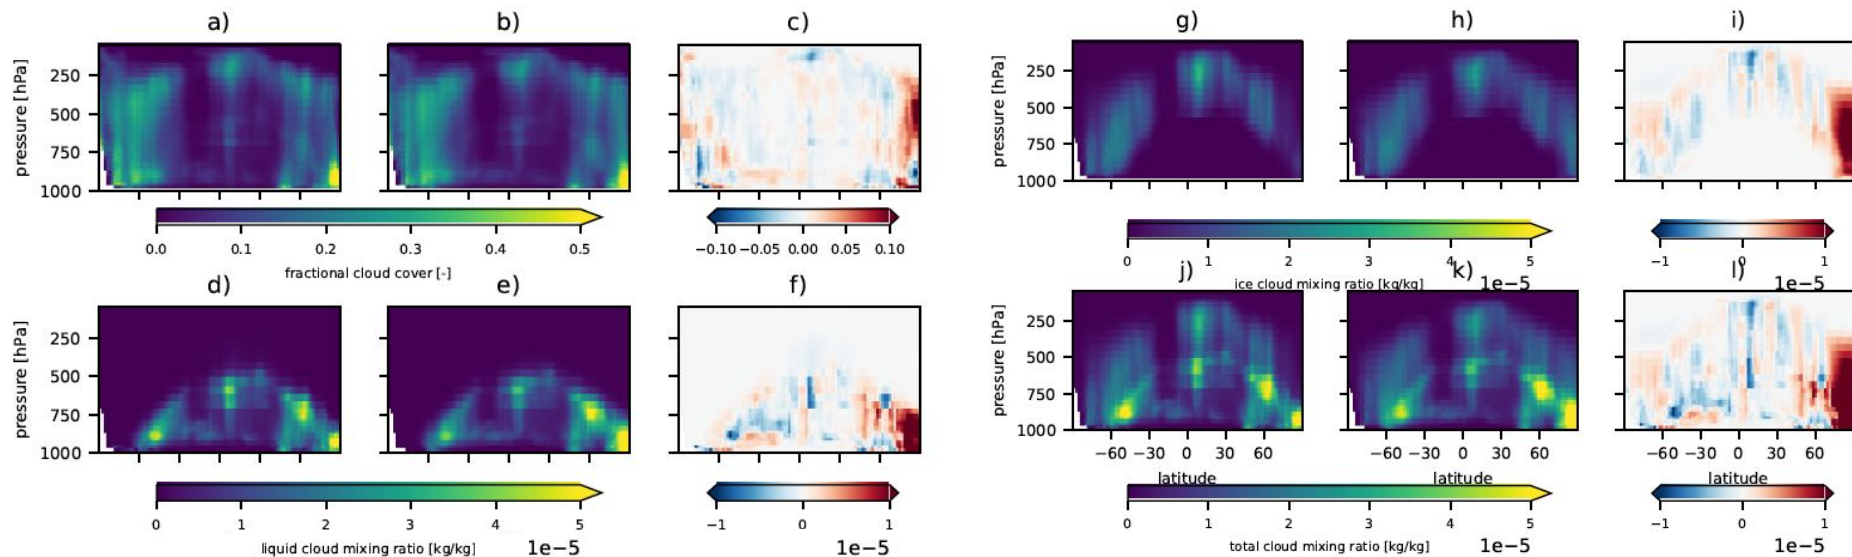 a) b) c)
pressure [hPa]
250
500
750
1000
0.0 0.1 0.2 0.3 0.4 0.5
fractional cloud cover [-]
−0.10 −0.05 0.00 0.05 0.10
d) e) f)
pressure [hPa]
250
500
750
1000
0 1 2 3 4 5
liquid cloud mixing ratio [kg/kg] 1e−5
−1 0 1
1e−5
g) h) i)
pressure [hPa]
250
500
750
1000
0 1 2 3 4 5
ice cloud mixing ratio [kg/kg] 1e−5
−1 0 1
1e−5
j) k) l)
pressure [hPa]
250
500
750
1000
−60 −30 0 30 60
latitude
−60 −30 0 30 60
latitude
−60 −30 0 30 60
latitude
0 1 2 3 4 5
total cloud mixing ratio [kg/kg] 1e−5
−1 0 1
1e−5